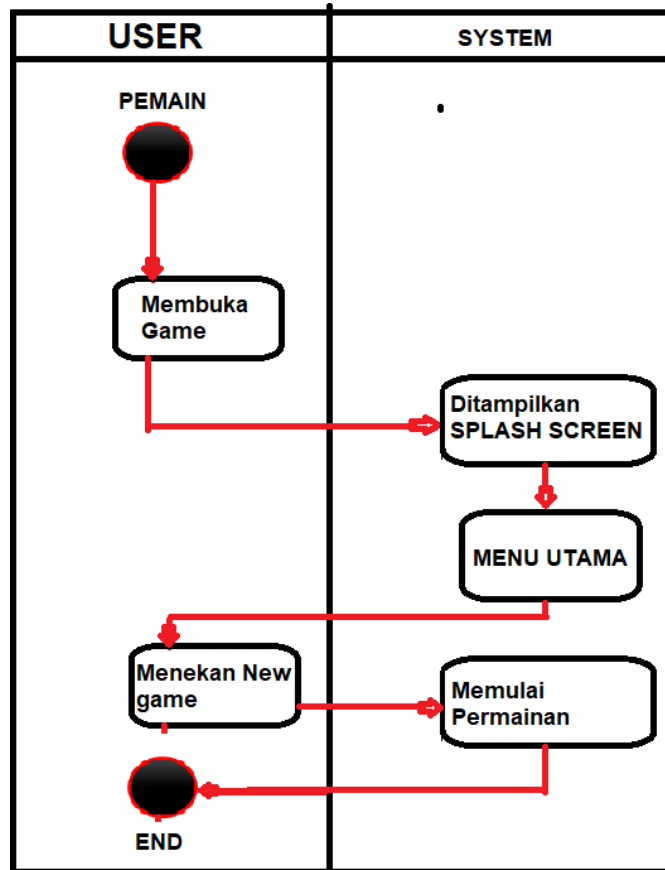 USER
SYSTEM
PEMAIN
Membuka
Game
Ditampilkan
SPLASH SCREEN
MENU UTAMA
Menekan New
game
Memulai
Permainan
END